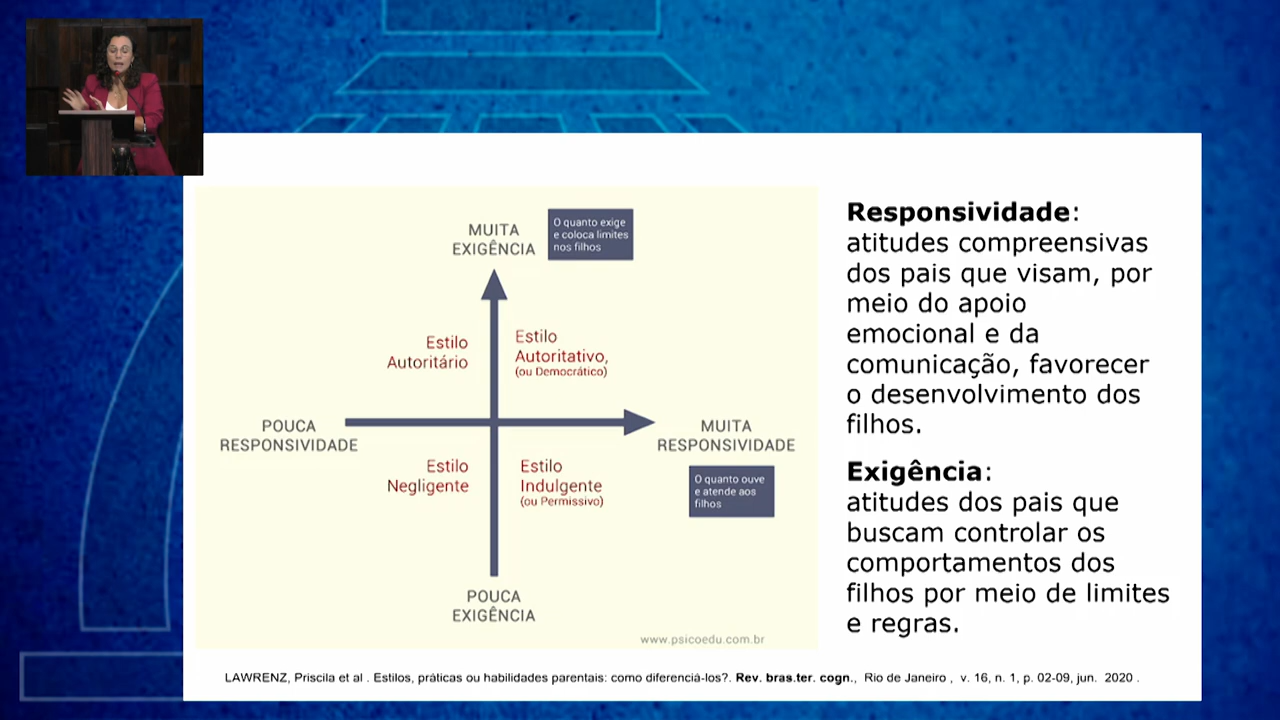 MUITA
EXIGÊNCIA
O quanto exige
e coloca limites
nos filhos
Estilo
Autoritário
Estilo
Autoritativo,
(ou Democrático)
POUCA
RESPONSIVIDADE
MUITA
RESPONSIVIDADE
O quanto ouve
e atende aos
filhos
Estilo
Negligente
Estilo
Indulgente
(ou Permissivo)
POUCA
EXIGÊNCIA
www.psicoedu.com.br
Responsividade:
atitudes compreensivas
dos pais que visam, por
meio do apoio
emocional e da
comunicação, favorecer
o desenvolvimento dos
filhos.
Exigência:
atitudes dos pais que
buscam controlar os
comportamentos dos
filhos por meio de limites
e regras.
LAWRENZ, Priscila et al . Estilos, práticas ou habilidades parentais: como diferenciá-los?. Rev. bras.ter. cogn., Rio de Janeiro , v. 16, n. 1, p. 02-09, jun. 2020 .